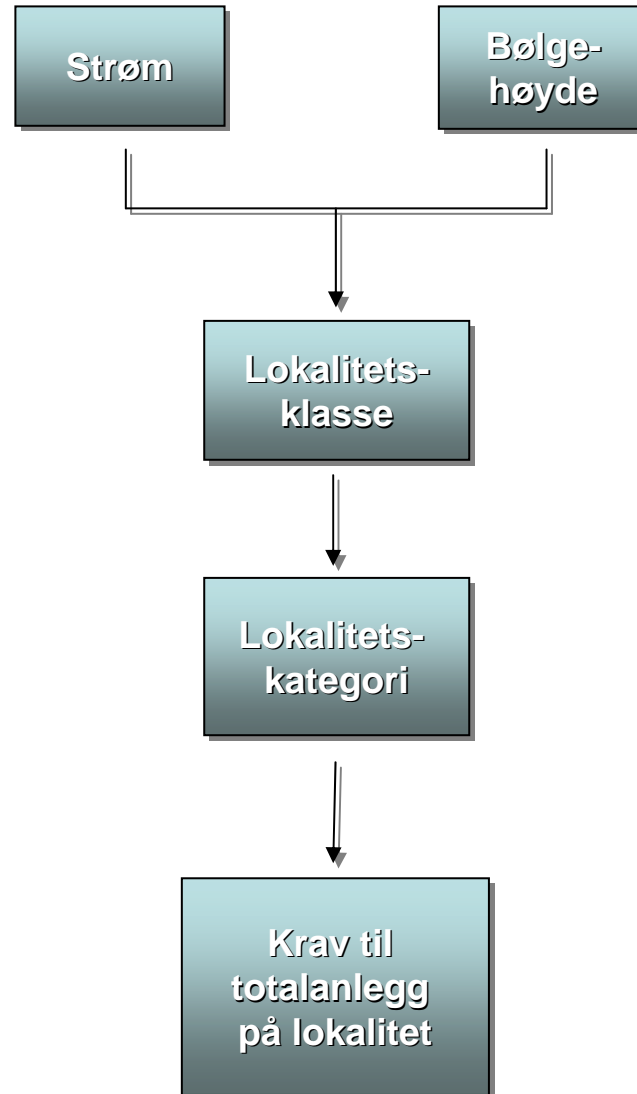 Strøm
Bølge-
høyde
Lokalitets-
klasse
Lokalitets-
kategori
Krav til
totalanlegg
på lokalitet